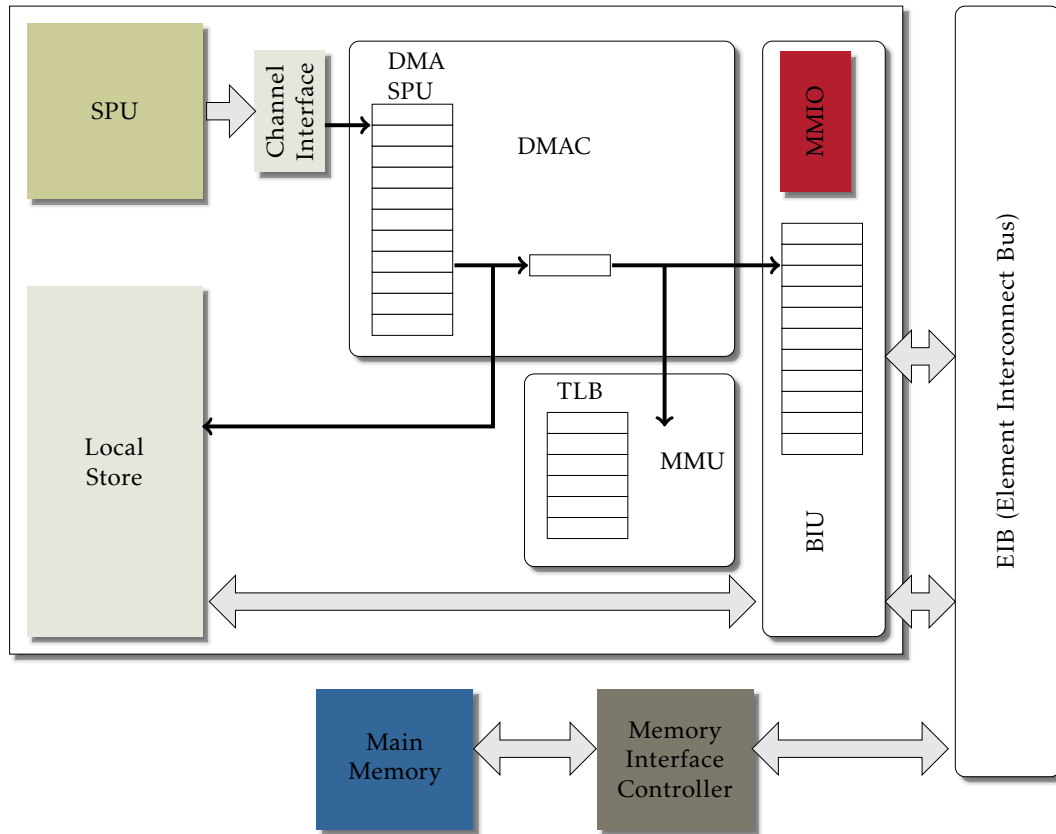 SPU
Channel
Interface
DMA
SPU
DMAC
MMIO
EIB (Element Interconnect Bus)
Local
Store
TLB
MMU
BIU
Main
Memory
Memory
Interface
Controller